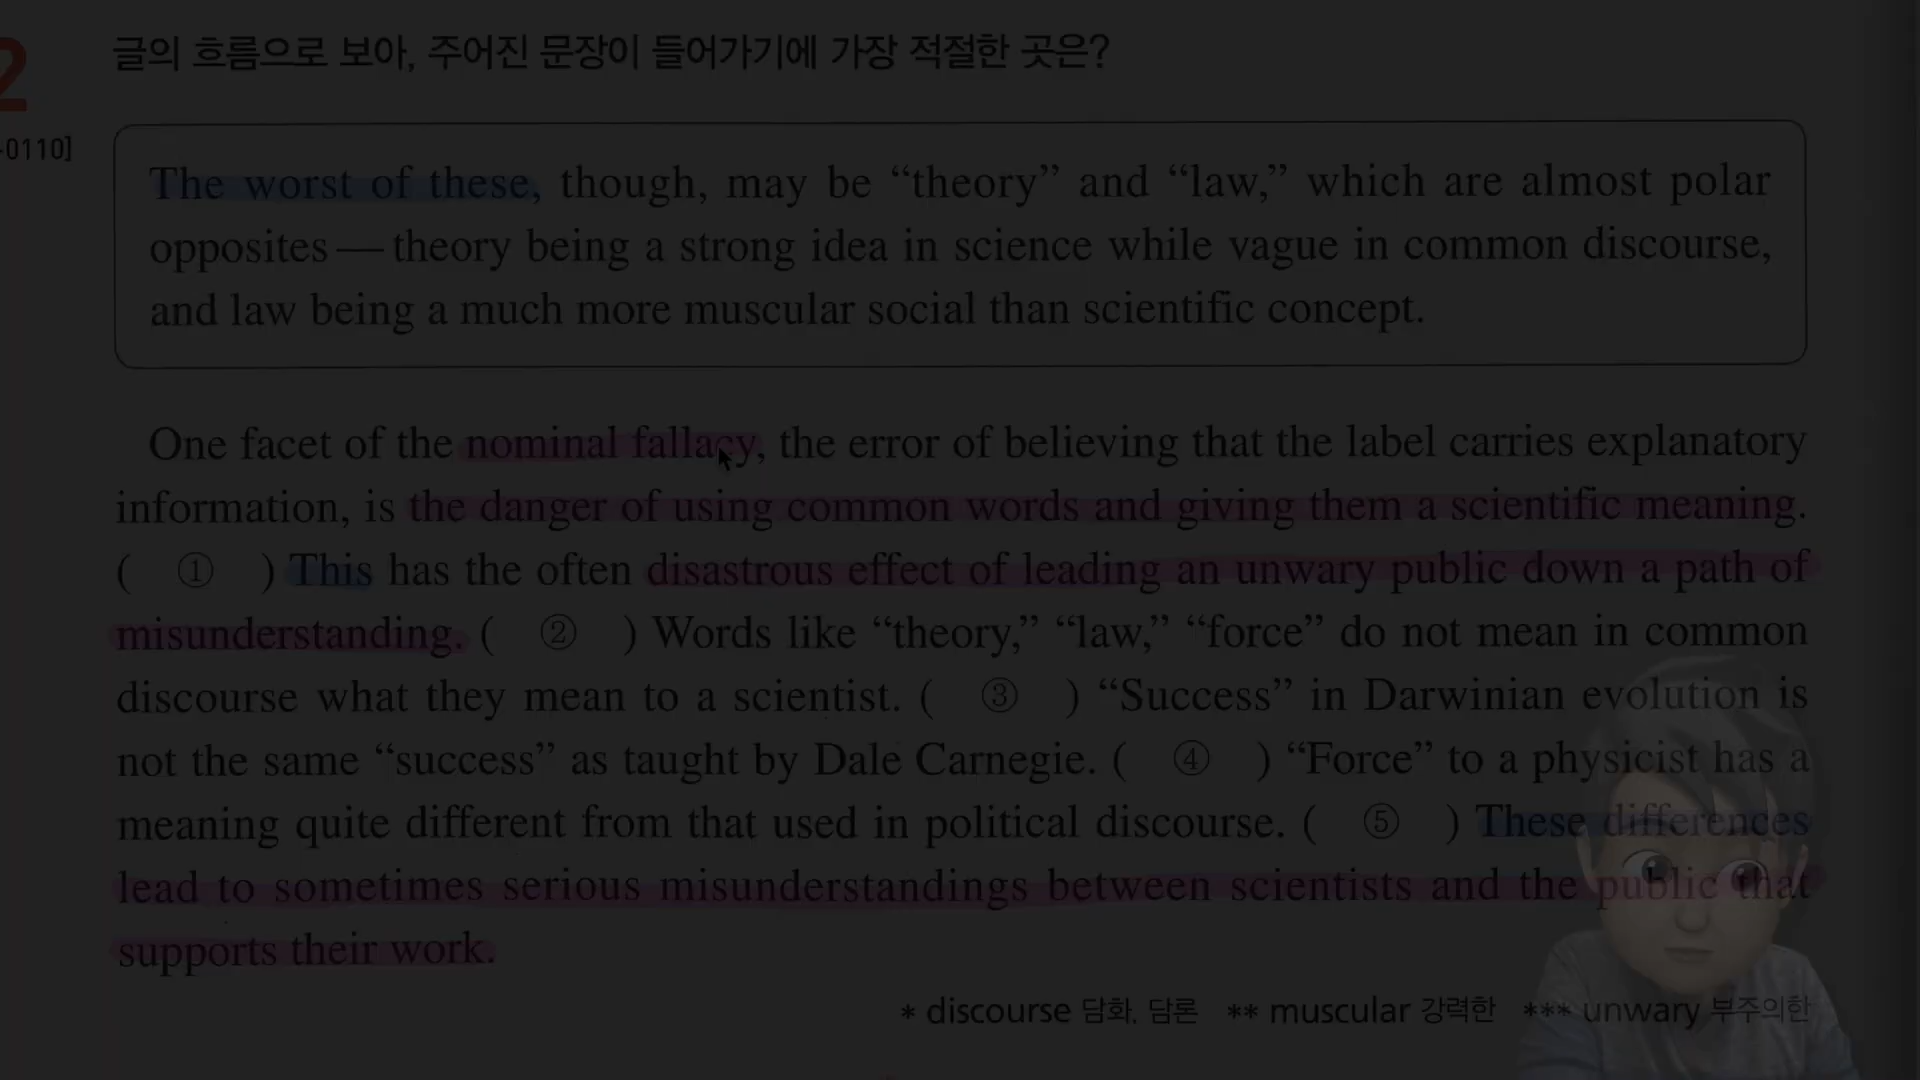 2
글의 흐름으로 보아, 주어진 문장이 들어가기에 가장 적절한 곳은?
-0110]
The worst of these, though, may be “theory” and “law,” which are almost polar
opposites — theory being a strong idea in science while vague in common discourse,
and law being a much more muscular social than scientific concept.
One facet of the nominal fallacy, the error of believing that the label carries explanatory
information, is the danger of using common words and giving them a scientific meaning.
( ① ) This has the often disastrous effect of leading an unwary public down a path of
misunderstanding. ( ② ) Words like “theory,” “law,” “force” do not mean in common
discourse what they mean to a scientist. ( ③ ) “Success” in Darwinian evolution is
not the same “success” as taught by Dale Carnegie. ( ④ ) “Force” to a physicist has a
meaning quite different from that used in political discourse. ( ⑤ ) These differences
lead to sometimes serious misunderstandings between scientists and the public that
supports their work.
* discourse 담화, 담론 ** muscular 강력한 *** unwary 부주의한